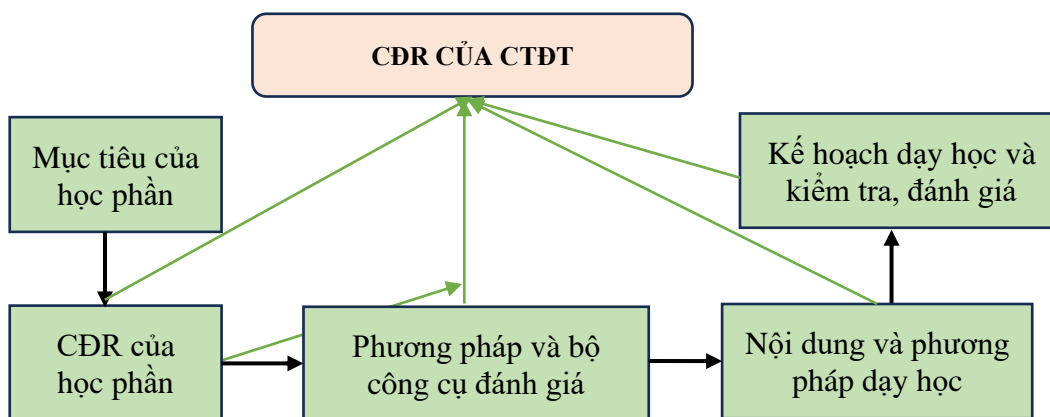 CĐR CỦA CTĐT
Mục tiêu của
học phần
Kế hoạch dạy học và
kiểm tra, đánh giá
CĐR của
học phần
Phương pháp và bộ
công cụ đánh giá
Nội dung và phương
pháp dạy học